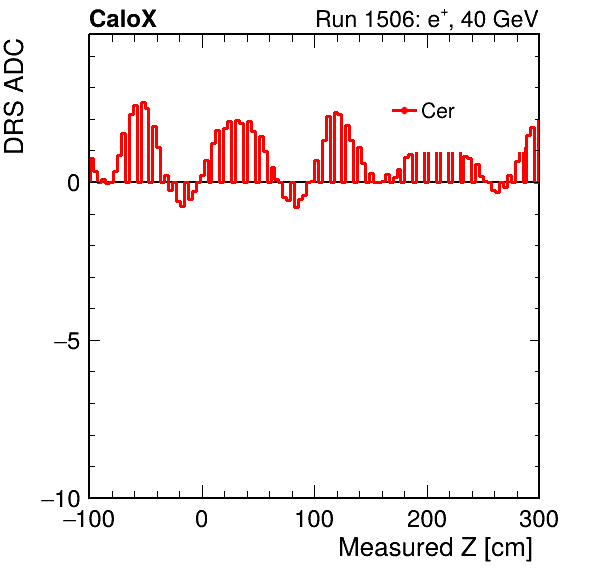 CaloX Run 1506: e⁺, 40 GeV
DRS ADC
Cer
0
−5
−10
−100 0 100 200 300
Measured Z [cm]